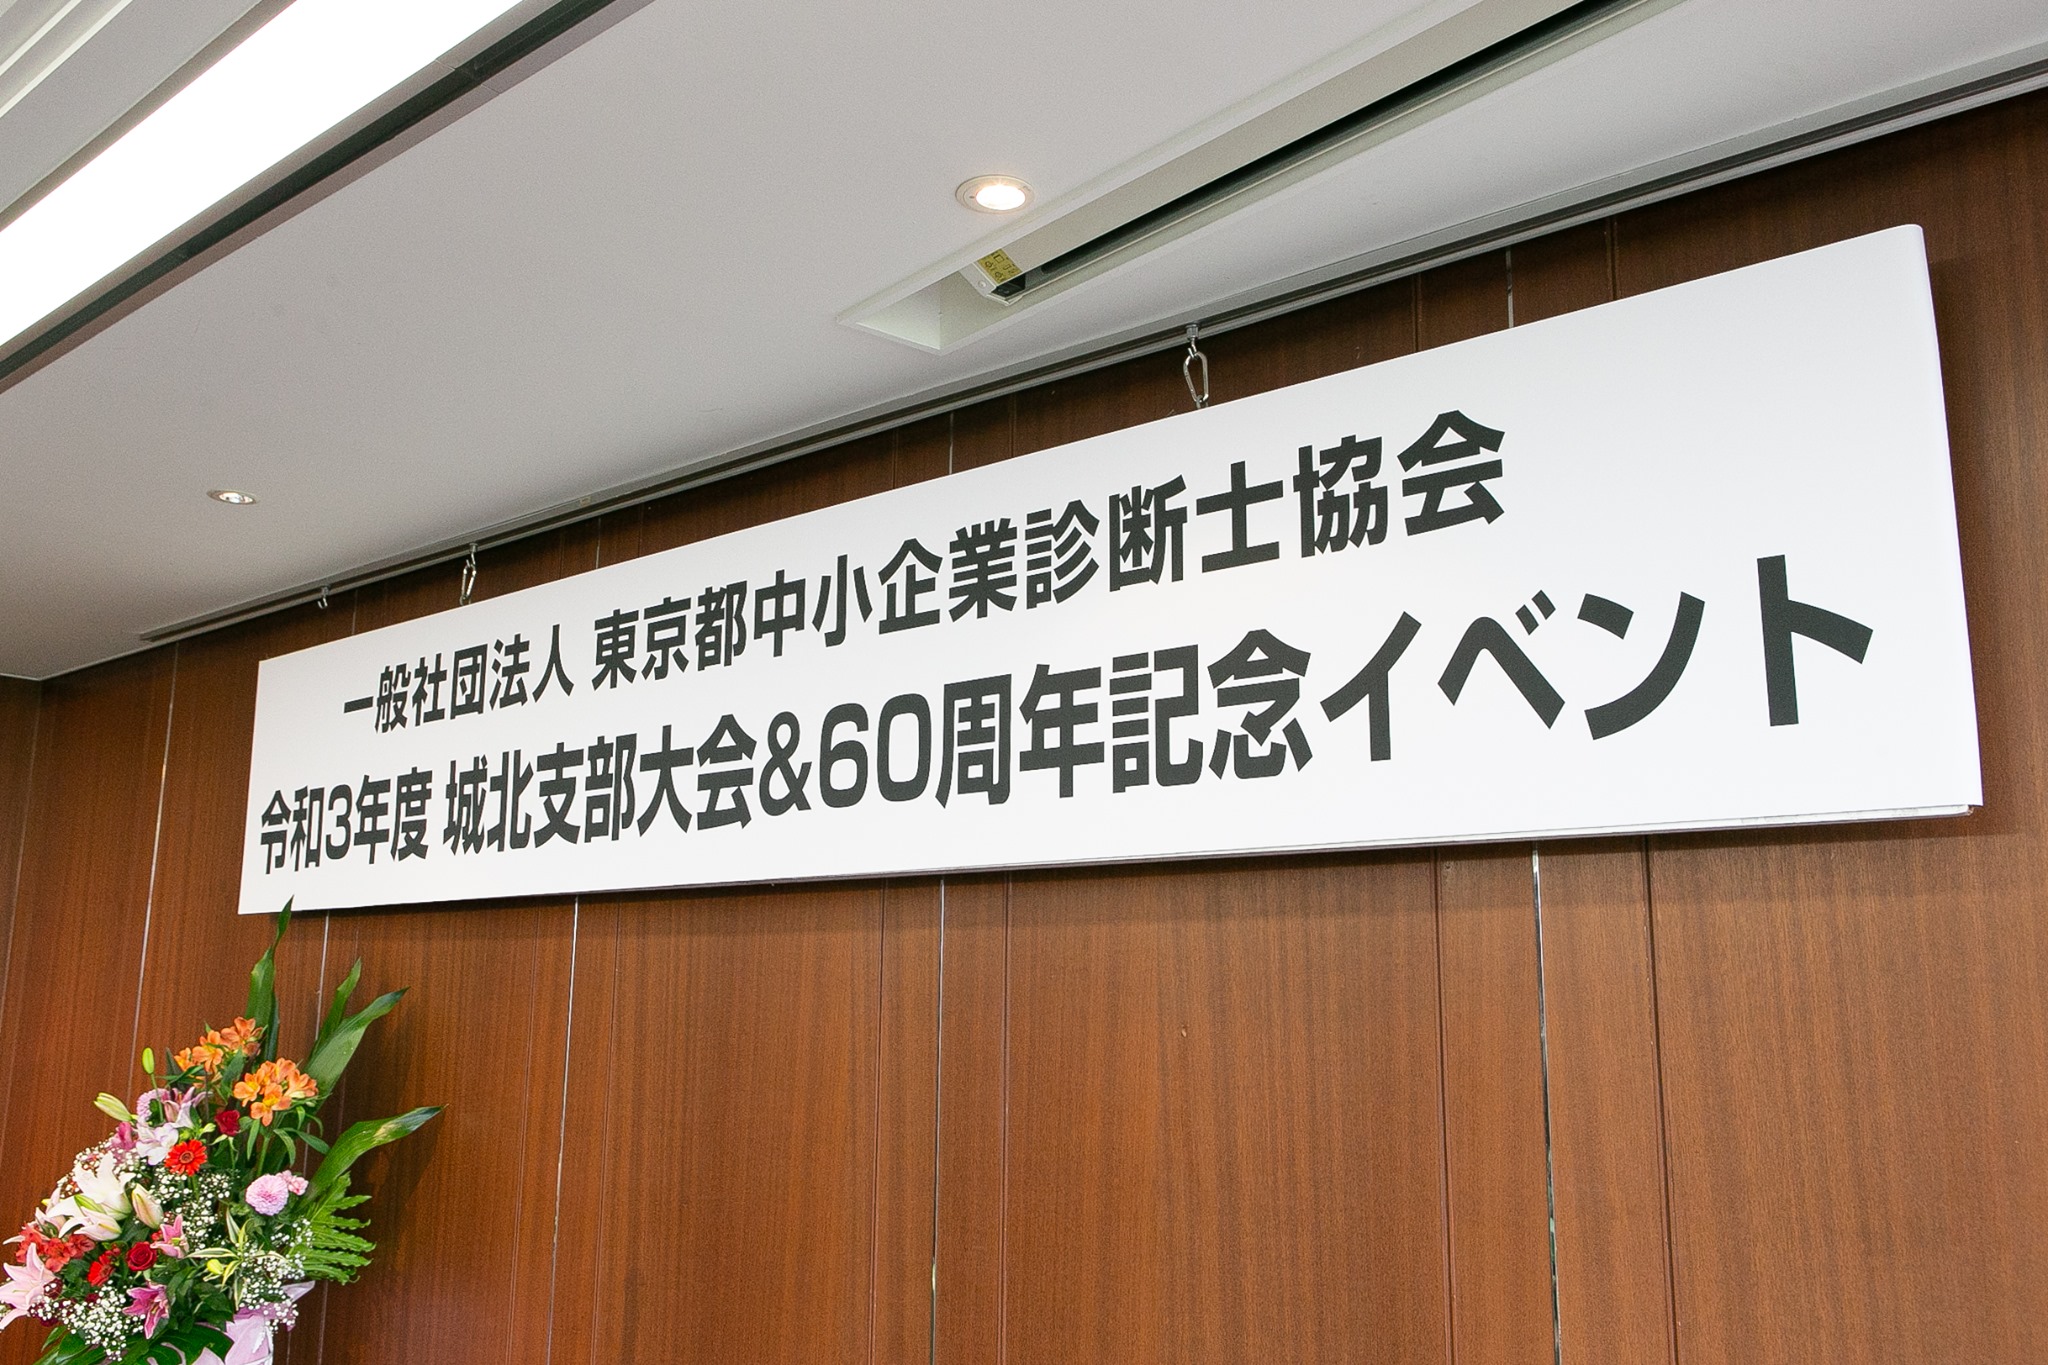 一般社団法人 東京都中小企業診断士協会
令和3年度 城北支部大会&60周年記念イベント